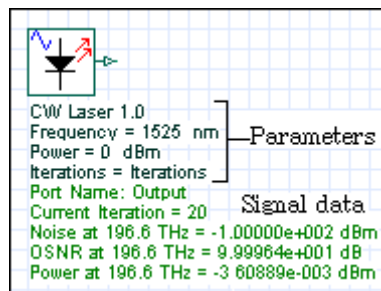 CW Laser 1.0
Frequency = 1525 nm
Power = 0 dBm
Iterations = Iterations
Parameters
Port Name: Output
Current Iteration = 20
Signal data
Noise at 196.6 THz = -1.00000e+002 dBm
OSNR at 196.6 THz = 9.99964e+001 dB
Power at 196.6 THz = -3 60889e-003 dBm